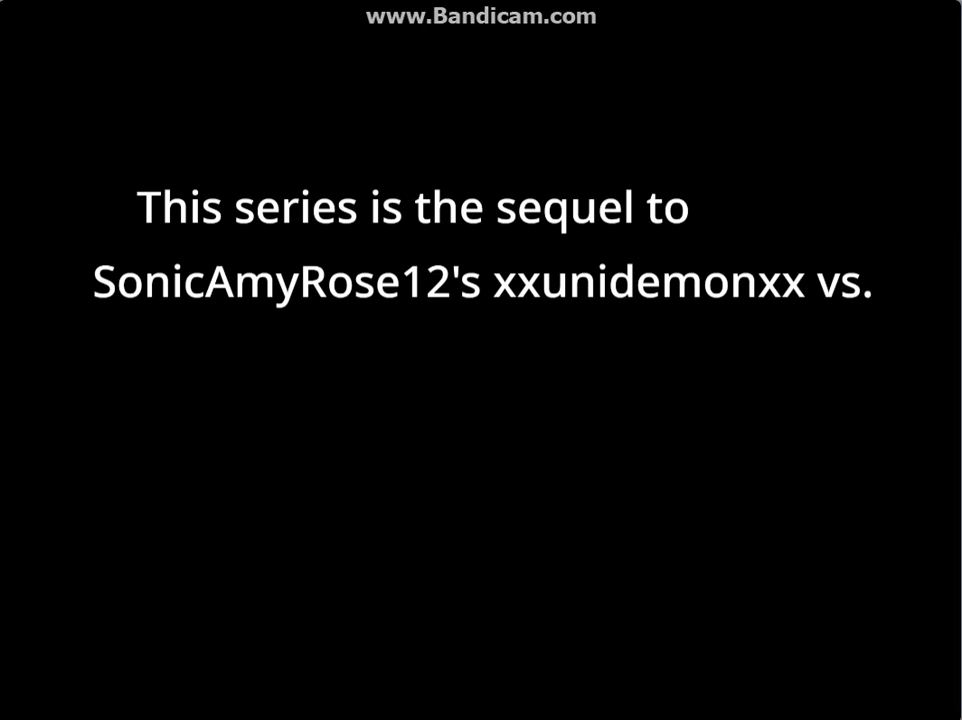 www.Bandicam.com
This series is the sequel to
SonicAmyRose12's xxunidemonxx vs.